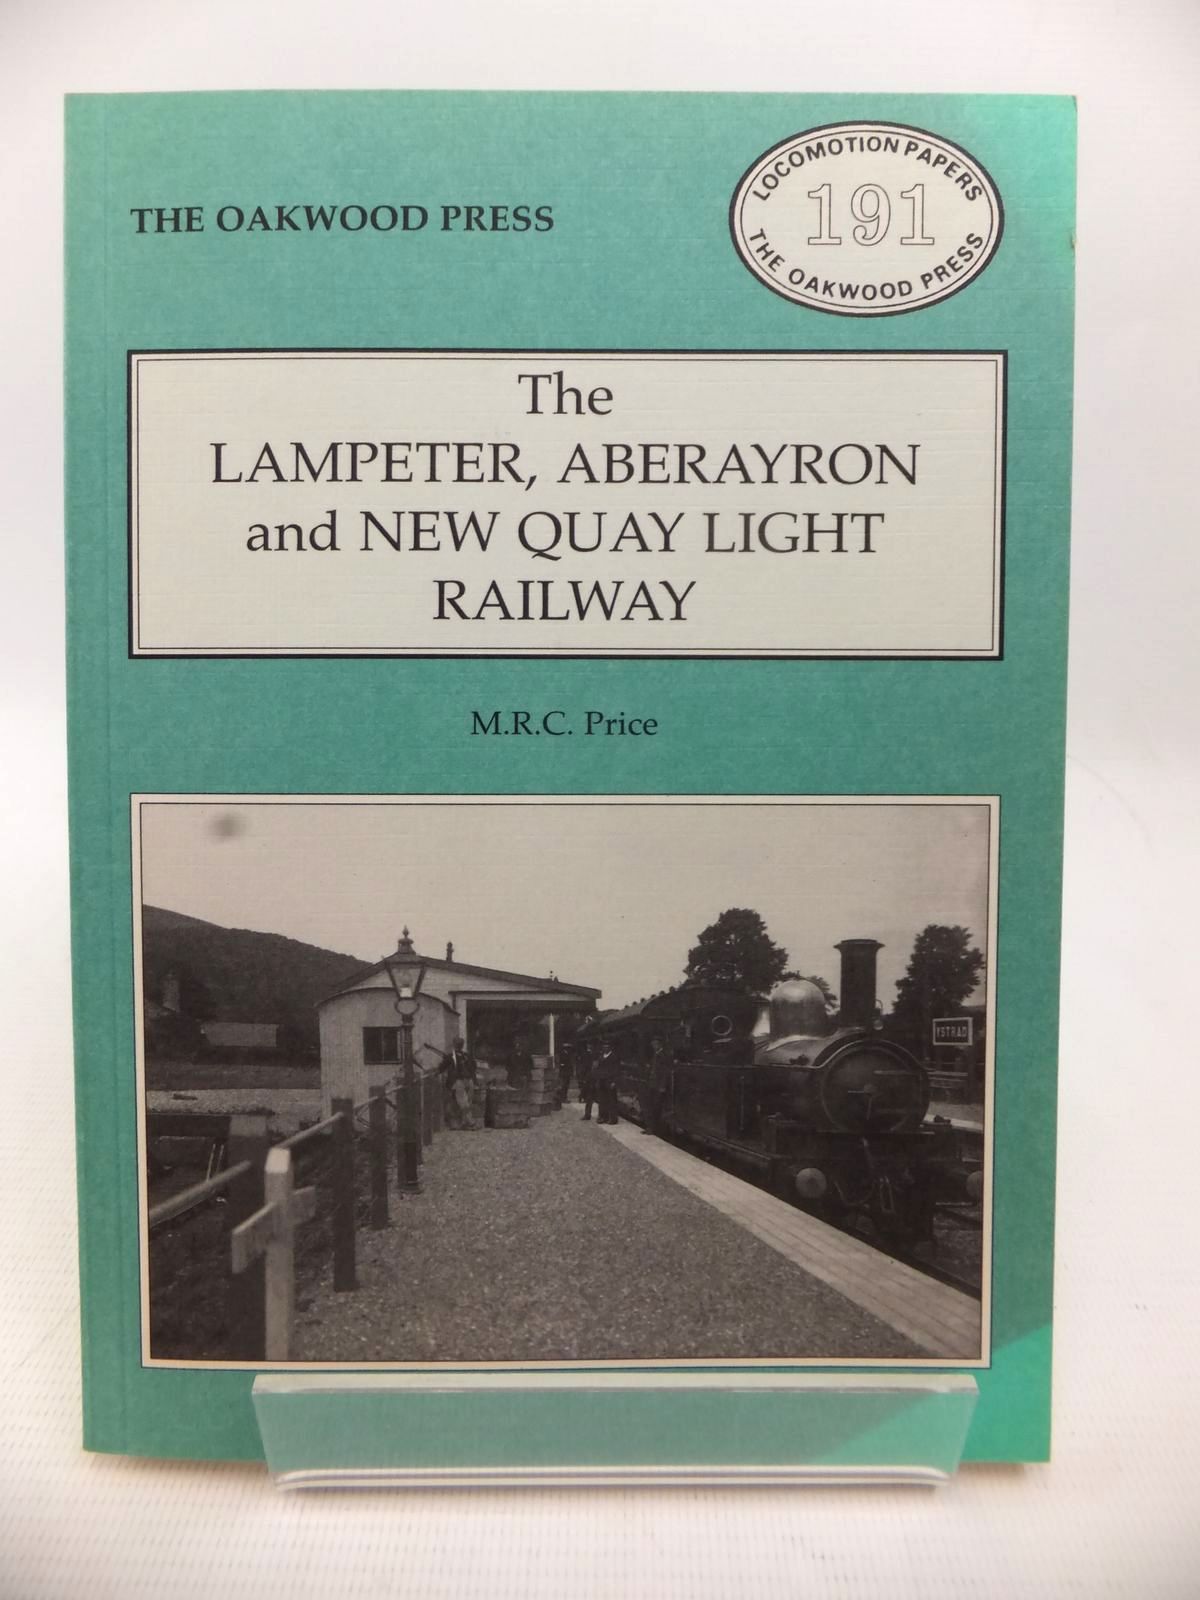 THE OAKWOOD PRESS
LOCOMOTION PAPERS
191
THE OAKWOOD PRESS
The
LAMPETER, ABERAYRON
and NEW QUAY LIGHT
RAILWAY
M.R.C. Price
YSTRAD